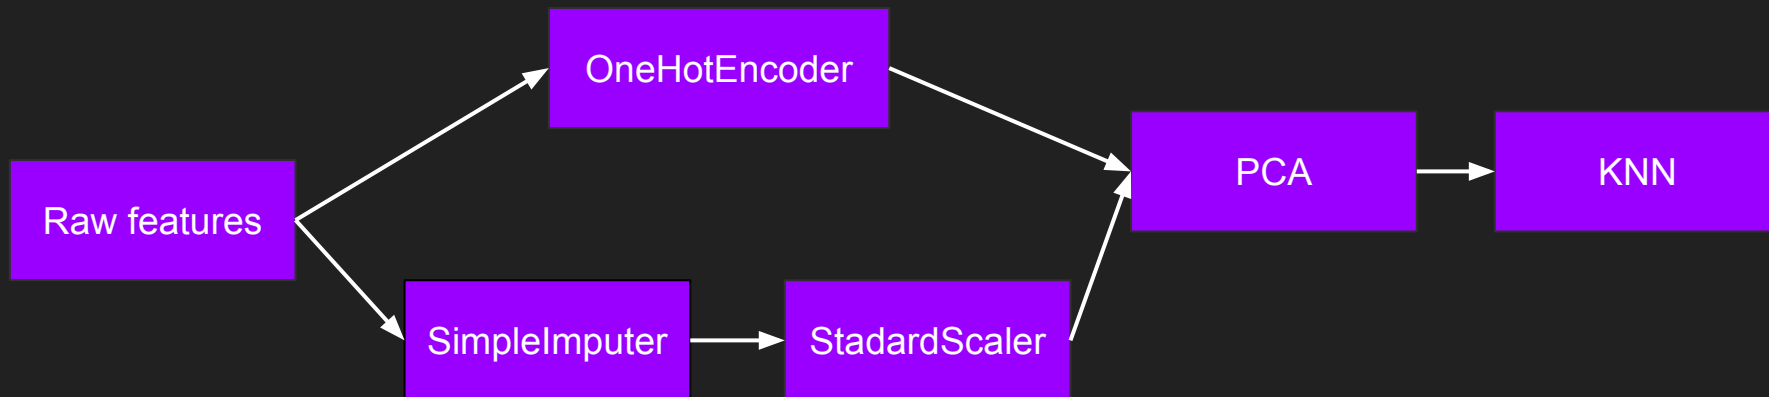 OneHotEncoder
Raw features
PCA
KNN
SimpleImputer
StadardScaler